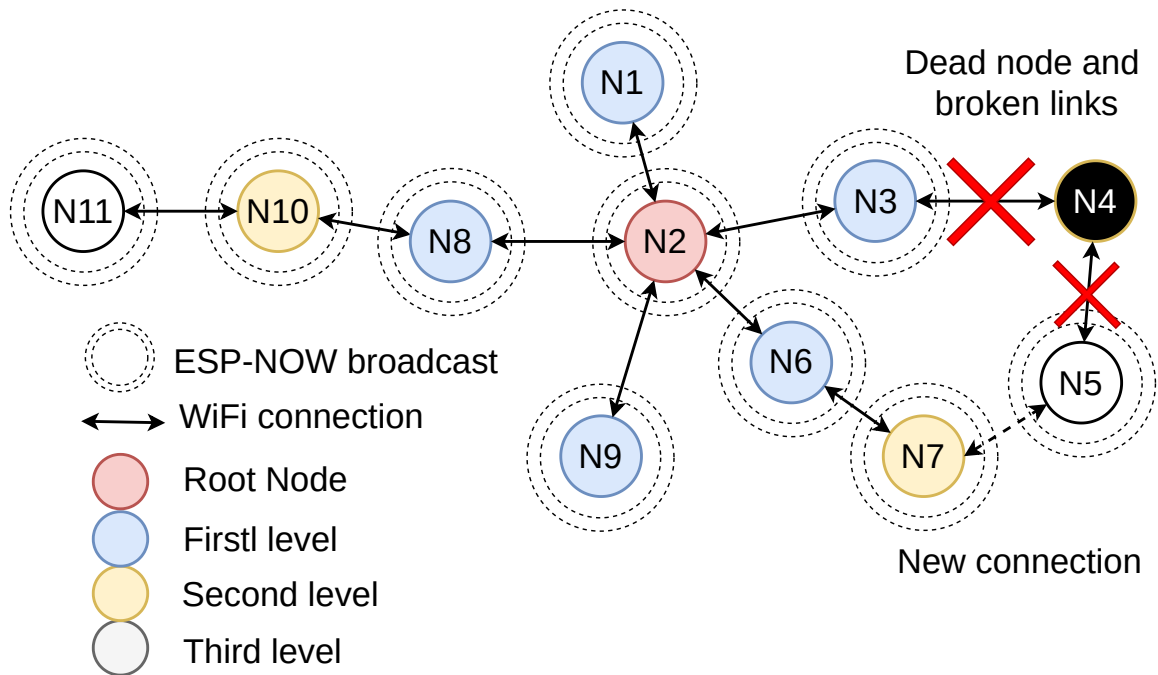 N1
Dead node and
broken links
N11
N10
N8
N2
N3
N4
N6
N5
N9
N7
New connection
ESP-NOW broadcast
WiFi connection
Root Node
Firstl level
Second level
Third level